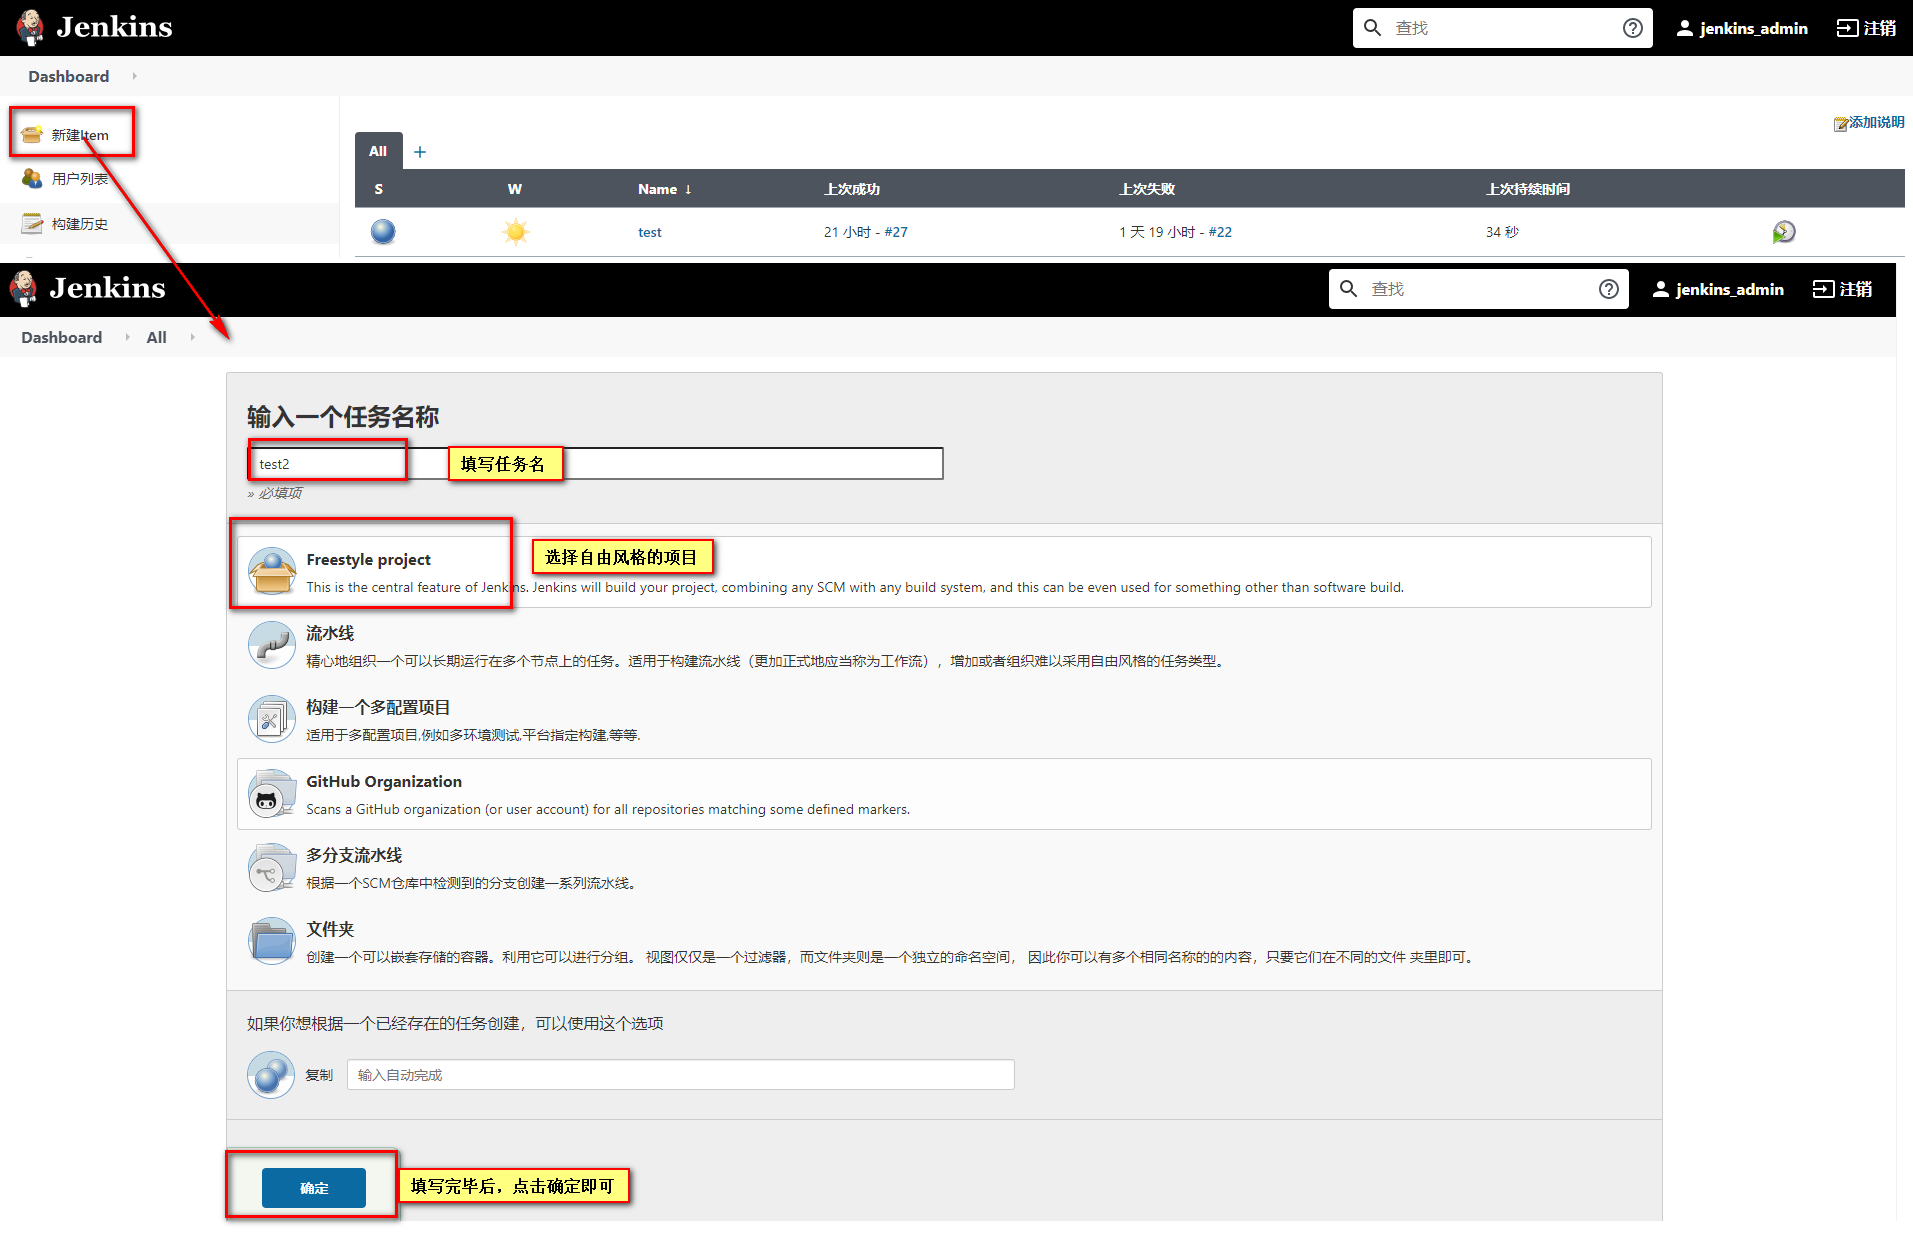 Jenkins
查找
jenkins_admin
注销
Dashboard
新建Item
用户列表
构建历史
添加说明
All +
S W Name ↓ 上次成功 上次失败 上次持续时间
test 21 小时 - #27 1 天 19 小时 - #22 34 秒
Jenkins
查找
jenkins_admin
注销
Dashboard All
输入一个任务名称
test2
填写任务名
» 必填项
Freestyle project
选择自由风格的项目
This is the central feature of Jenkins. Jenkins will build your project, combining any SCM with any build system, and this can be even used for something other than software build.
流水线
精心地组织一个可以长期运行在多个节点上的任务。适用于构建流水线（更加正式地应当称为工作流），增加或者组织难以采用自由风格的任务类型。
构建一个多配置项目
适用于多配置项目,例如多环境测试,平台指定构建,等等.
GitHub Organization
Scans a GitHub organization (or user account) for all repositories matching some defined markers.
多分支流水线
根据一个SCM仓库中检测到的分支创建一系列流水线。
文件夹
创建一个可以嵌套存储的容器。利用它可以进行分组。 视图仅仅是一个过滤器，而文件夹则是一个独立的命名空间， 因此你可以有多个相同名称的的内容，只要它们在不同的文件 夹里即可。
如果你想根据一个已经存在的任务创建，可以使用这个选项
复制
输入自动完成
确定
填写完毕后，点击确定即可